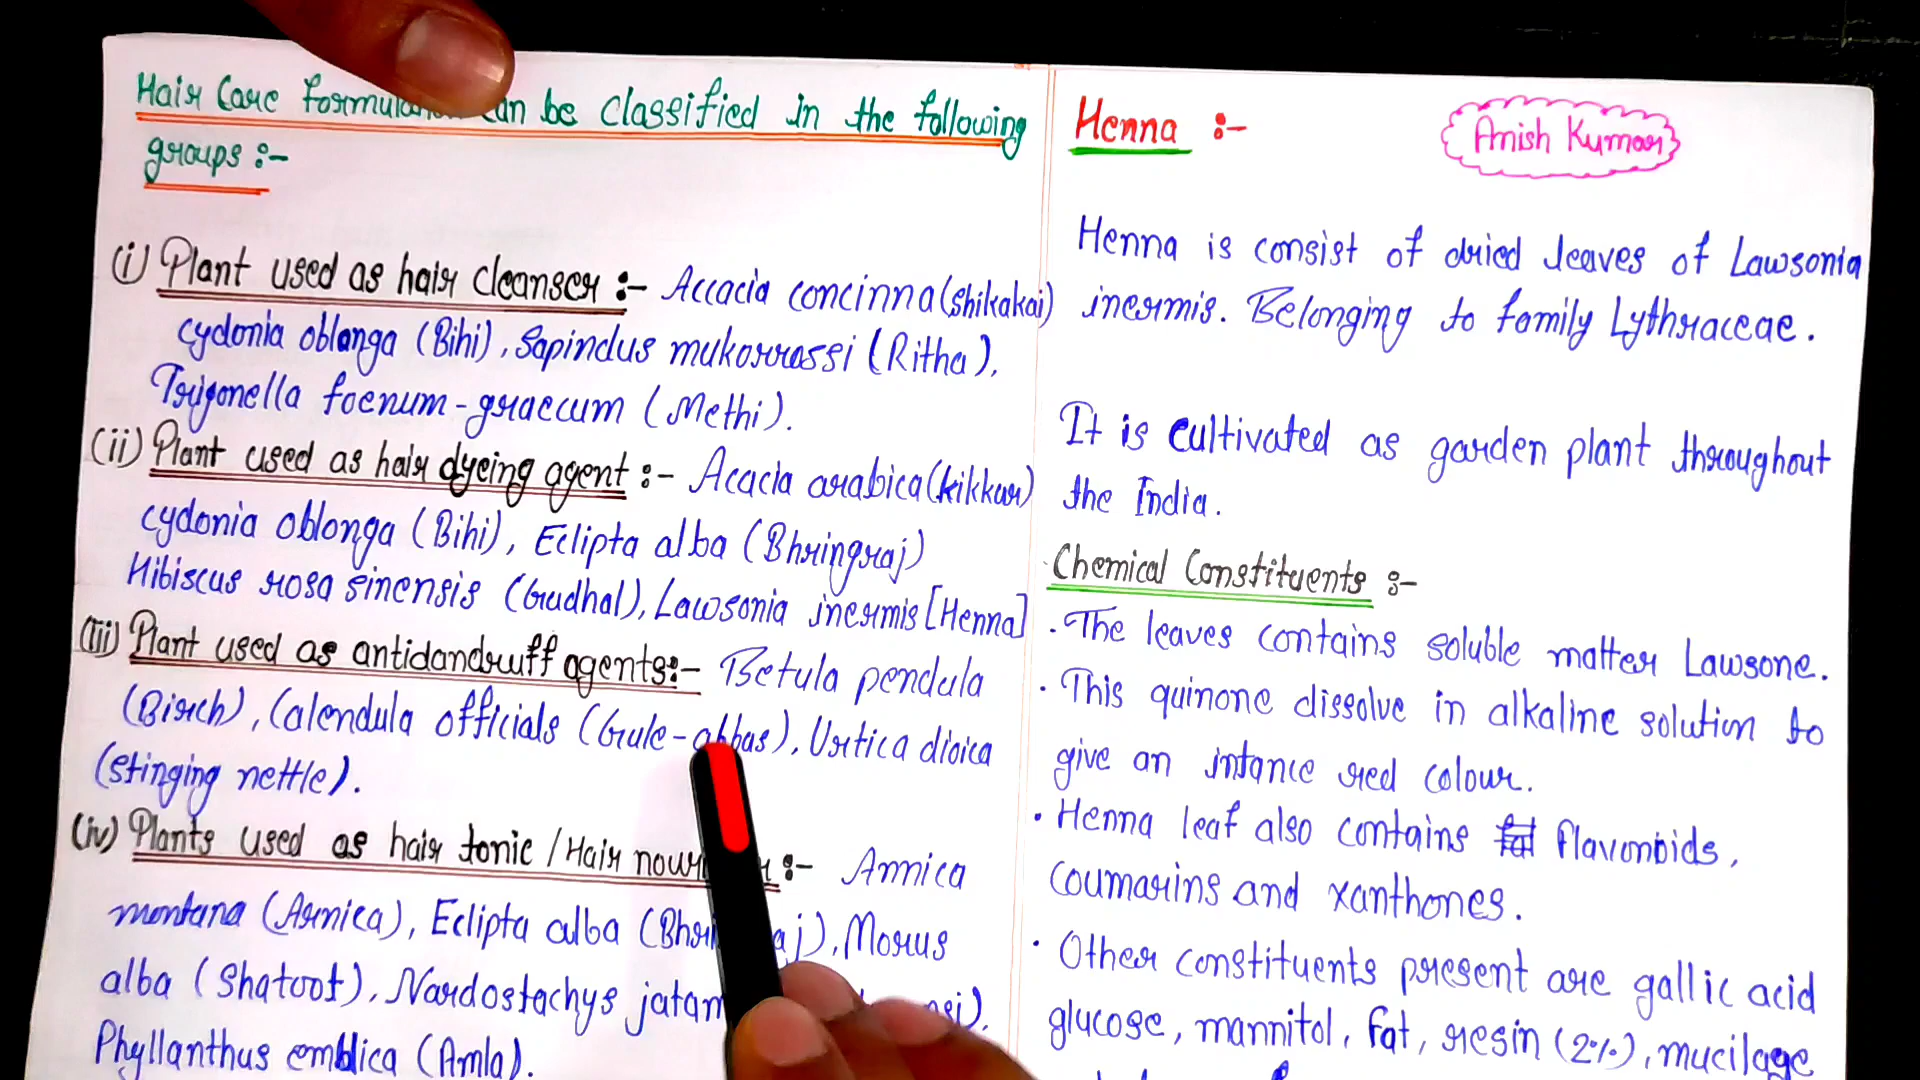 Hair Care formula can be classified in the following
groups :-
(i) Plant used as hair cleanser :- Accacia concinna (shikakai)
cydonia oblonga (Bihi), Sapindus mukorrassi (Ritha),
Trigonella foenum-graecum (Methi).
(ii) Plant used as hair dyeing agent :- Acacia arabica (kikkar)
cydonia oblonga (Bihi), Eclipta alba (Bhringraj)
Hibiscus rosa sinensis (Gudhal), Lawsonia inermis [Henna]
(iii) Plant used as antidandruff agents :- Betula pendula
(Birch), Calendula officials (Gule-abbas), Urtica dioica
(stinging nettle).
(iv) Plants used as hair tonic / Hair :- Annica
montana (Arnica), Eclipta alba , Morus
alba (Shatoot), Nardostachys
Phyllanthus emblica (Amla).
Henna :-
Amish Kumar
Henna is consist of dried leaves of Lawsonia
inermis. Belonging to family Lythraceae.
It is cultivated as garden plant throughout
the India.
Chemical Constituents :-
. The leaves contains soluble matter Lawsone.
. This quinone dissolve in alkaline solution to
give an intance red colour.
. Henna leaf also contains flavonoids,
coumarins and xanthones.
. Other constituents present are gallic acid
glucose, mannitol, fat, resin (2%), mucilage